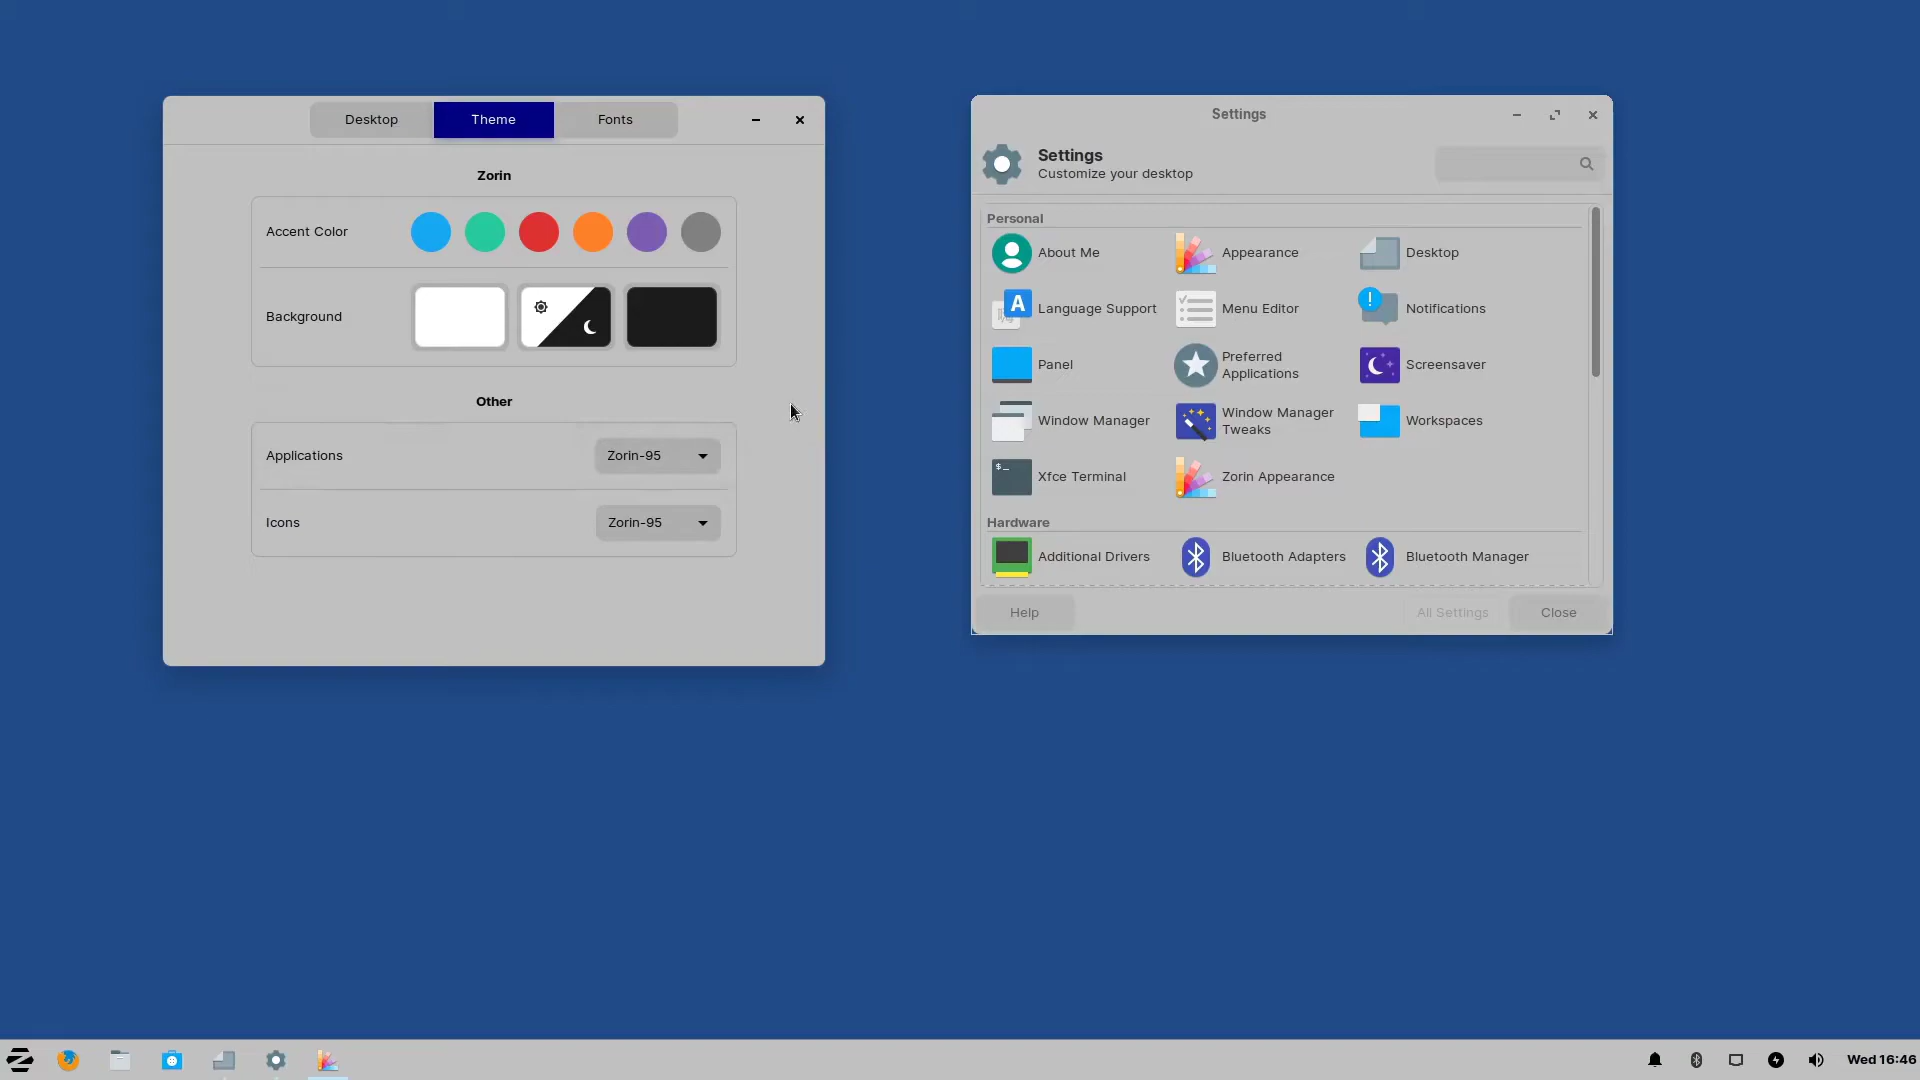 Desktop
Theme
Fonts
Zorin
Accent Color
Background
Other
Applications
Zorin-95
Icons
Zorin-95
Settings
Settings
Customize your desktop
Personal
About Me
Appearance
Desktop
Language Support
Menu Editor
Notifications
Panel
Preferred
Applications
Screensaver
Window Manager
Window Manager
Tweaks
Workspaces
Xfce Terminal
Zorin Appearance
Hardware
Additional Drivers
Bluetooth Adapters
Bluetooth Manager
Help
All Settings
Close
Wed 16:46